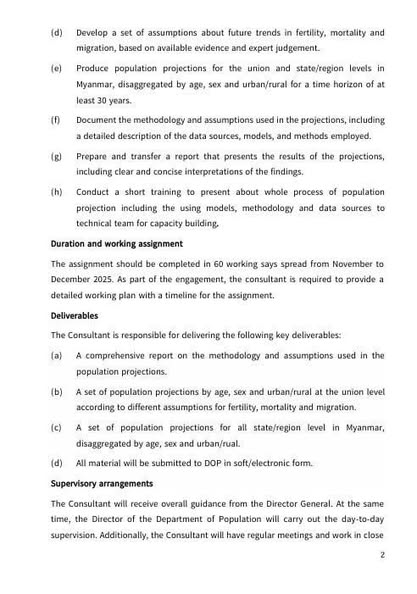 (d) Develop a set of assumptions about future trends in fertility, mortality and
migration, based on available evidence and expert judgement.
(e) Produce population projections for the union and state/region levels in
Myanmar, disaggregated by age, sex and urban/rural for a time horizon of at
least 30 years.
(f) Document the methodology and assumptions used in the projections, including
a detailed description of the data sources, models, and methods employed.
(g) Prepare and transfer a report that presents the results of the projections,
including clear and concise interpretations of the findings.
(h) Conduct a short training to present about whole process of population
projection including the using models, methodology and data sources to
technical team for capacity building.
Duration and working assignment
The assignment should be completed in 60 working says spread from November to
December 2025. As part of the engagement, the consultant is required to provide a
detailed working plan with a timeline for the assignment.
Deliverables
The Consultant is responsible for delivering the following key deliverables:
(a) A comprehensive report on the methodology and assumptions used in the
population projections.
(b) A set of population projections by age, sex and urban/rural at the union level
according to different assumptions for fertility, mortality and migration.
(c) A set of population projections for all state/region level in Myanmar,
disaggregated by age, sex and urban/rual.
(d) All material will be submitted to DOP in soft/electronic form.
Supervisory arrangements
The Consultant will receive overall guidance from the Director General. At the same
time, the Director of the Department of Population will carry out the day-to-day
supervision. Additionally, the Consultant will have regular meetings and work in close
2